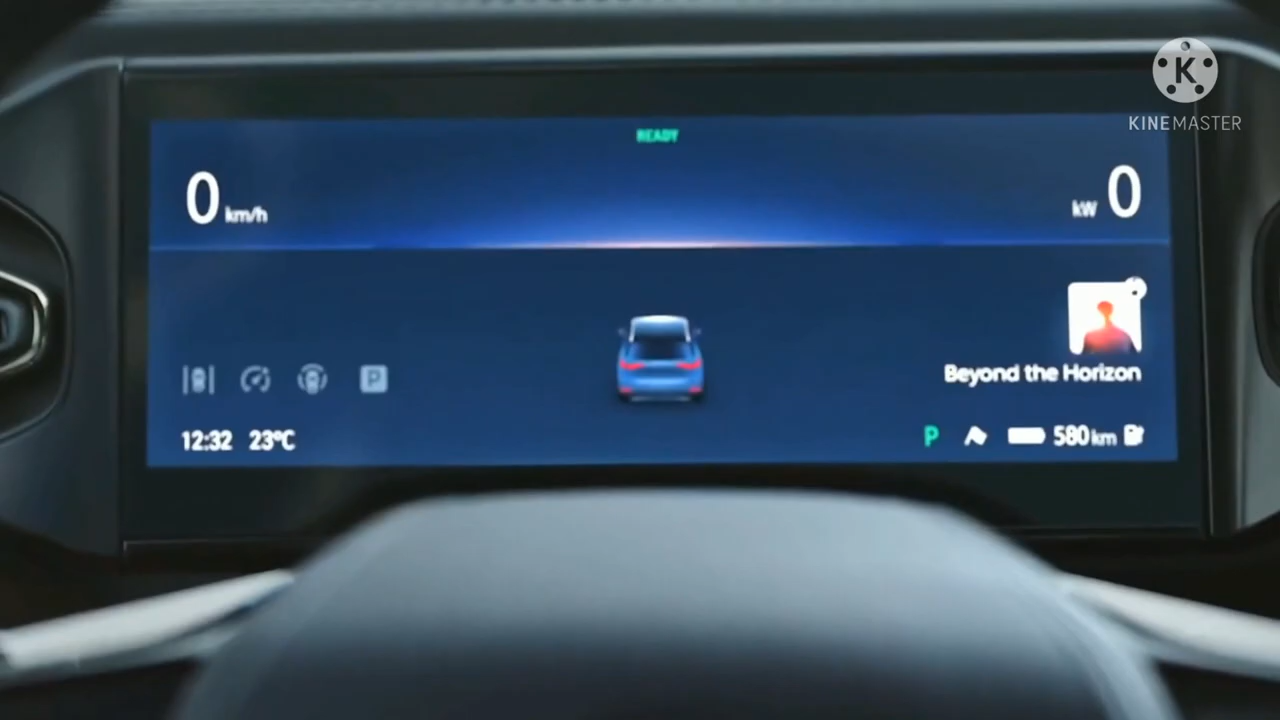 K
KINEMASTER
READY
0 km/h
kW 0
Beyond the Horizon
P
12:32 23°C
P 580 km